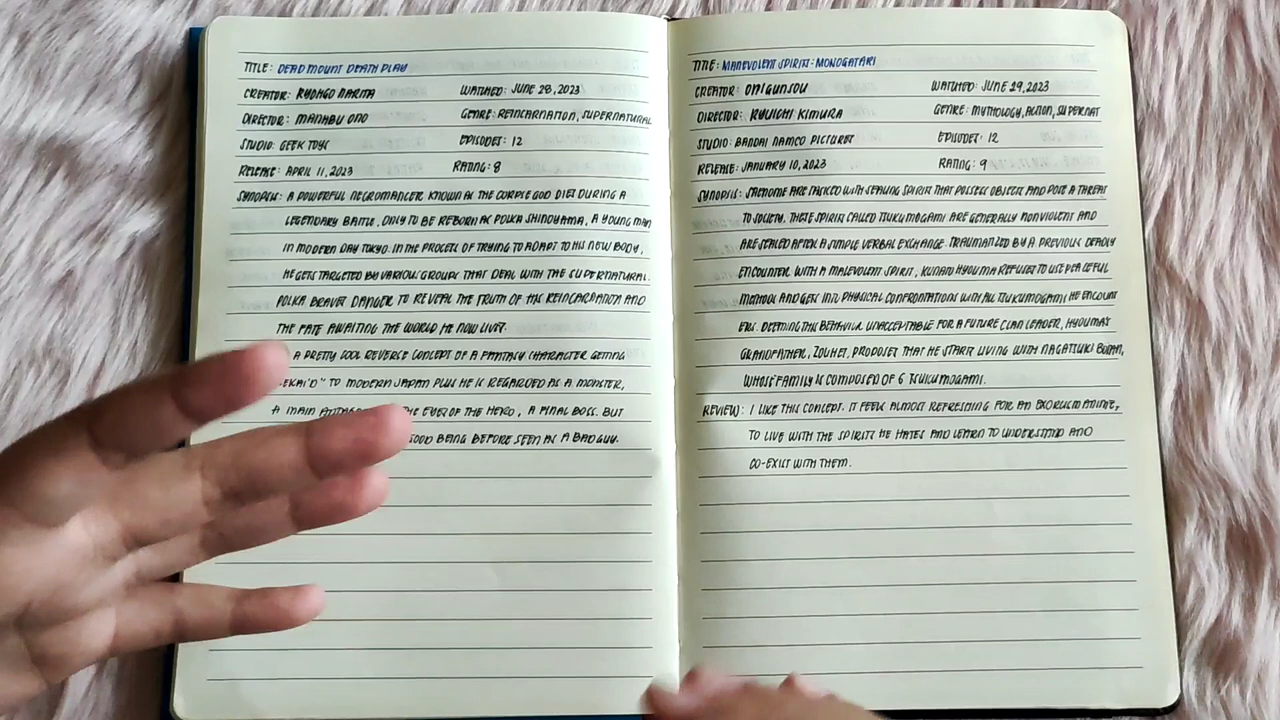 TITLE: DEAD MOUNT DEATH PLAY
CREATOR: RYOHGO NARITA WATCHED: JUNE 28, 2023
DIRECTOR: MANABU ONO GENRE: REINCARNATION, SUPERNATURAL
STUDIO: GEEK TOYS EPISODES: 12
RELEASE: APRIL 11, 2023 RATING: 8
SYNOPSIS: A POWERFUL NECROMANCER KNOWN AS THE CORPSE GOD DIES DURING A
LEGENDARY BATTLE, ONLY TO BE REBORN AS POLKA SHINOYAMA, A YOUNG MAN
IN MODERN DAY TOKYO. IN THE PROCESS OF TRYING TO ADAPT TO HIS NEW BODY,
HE GETS TARGETED BY VARIOUS GROUPS THAT DEAL WITH THE SUPERNATURAL.
POLKA BRAVES DANGER TO REVEAL THE TRUTH OF HIS REINCARNATION AND
THE FATE AWAITING THE WORLD HE NOW LIVES.
A PRETTY COOL REVERSE CONCEPT OF A FANTASY CHARACTER GETTING
EKAI'D" TO MODERN JAPAN PLUS HE IS REGARDED AS A MONSTER,
A MAIN THE EYES OF THE HERO, A FINAL BOSS. BUT
GOOD BEING BEFORE SEEN AS A BAD GUY.
TITLE: MALEVOLENT SPIRITS: MONOGATARI
CREATOR: ONIGUNSOU WATCHED: JUNE 29, 2023
DIRECTOR: RYUICHI KIMURA GENRE: MYTHOLOGY, ACTION, SUPERNAT
STUDIO: BANDAI NAMCO PICTURES EPISODES: 12
RELEASE: JANUARY 10, 2023 RATING: 9
SYNOPSIS: SAENOME ARE TASKED WITH SEALING SPIRITS THAT POSSES OBJECTS AND POSE A THREAT
TO SOCIETY. THESE SPIRITS CALLED TSUKUMOGAMI ARE GENERALLY NONVIOLENT AND
ARE SEALED AFTER A SIMPLE VERBAL EXCHANGE. TRAUMATIZED BY A PREVIOUS DEADLY
ENCOUNTER WITH A MALEVOLENT SPIRIT, KUNATO HYOUMA REFUSES TO USE PEACEFUL
METHODS AND GETS INTO PHYSICAL CONFRONTATIONS WITH ALL TSUKUMOGAMI HE ENCOUNT
ERS. DEEMING THIS BEHAVIOR UNACCEPTABLE FOR A FUTURE CLAN LEADER, HYOUMA'S
GRANDFATHER, ZOUHEI, PROPOSES THAT HE START LIVING WITH NAGATSUKI BOTAN,
WHOSE FAMILY IS COMPOSED OF 6 TSUKUMOGAMI.
REVIEW: I LIKE THIS CONCEPT. IT FEELS ALMOST REFRESHING FOR AN EXORCISM ANIME,
TO LIVE WITH THE SPIRITS HE HATES AND LEARN TO UNDERSTAND AND
CO-EXIST WITH THEM.